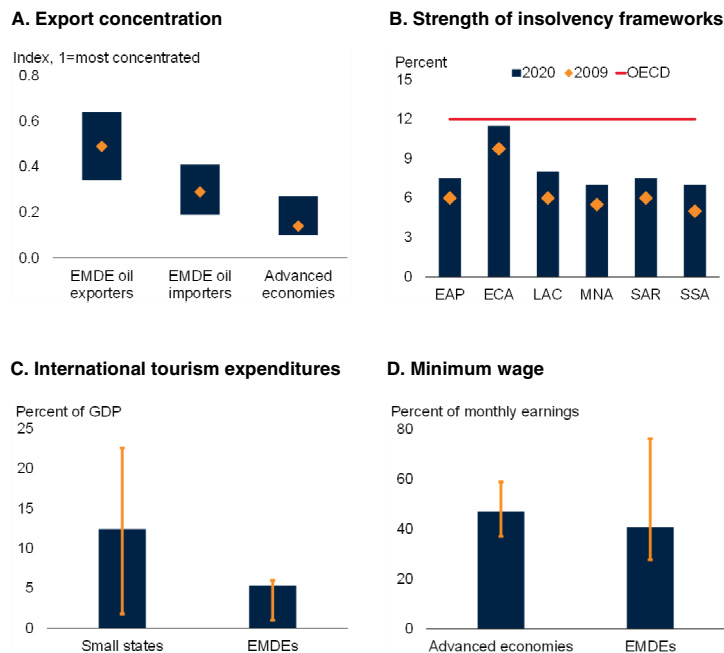 A. Export concentration
Index, 1=most concentrated
0.8
0.6
0.4
0.2
0.0
EMDE oil exporters
EMDE oil importers
Advanced economies
B. Strength of insolvency frameworks
Percent
2020 2009 OECD
15
12
9
6
3
0
EAP ECA LAC MNA SAR SSA
C. International tourism expenditures
Percent of GDP
25
20
15
10
5
0
Small states EMDEs
D. Minimum wage
Percent of monthly earnings
80
60
40
20
0
Advanced economies EMDEs